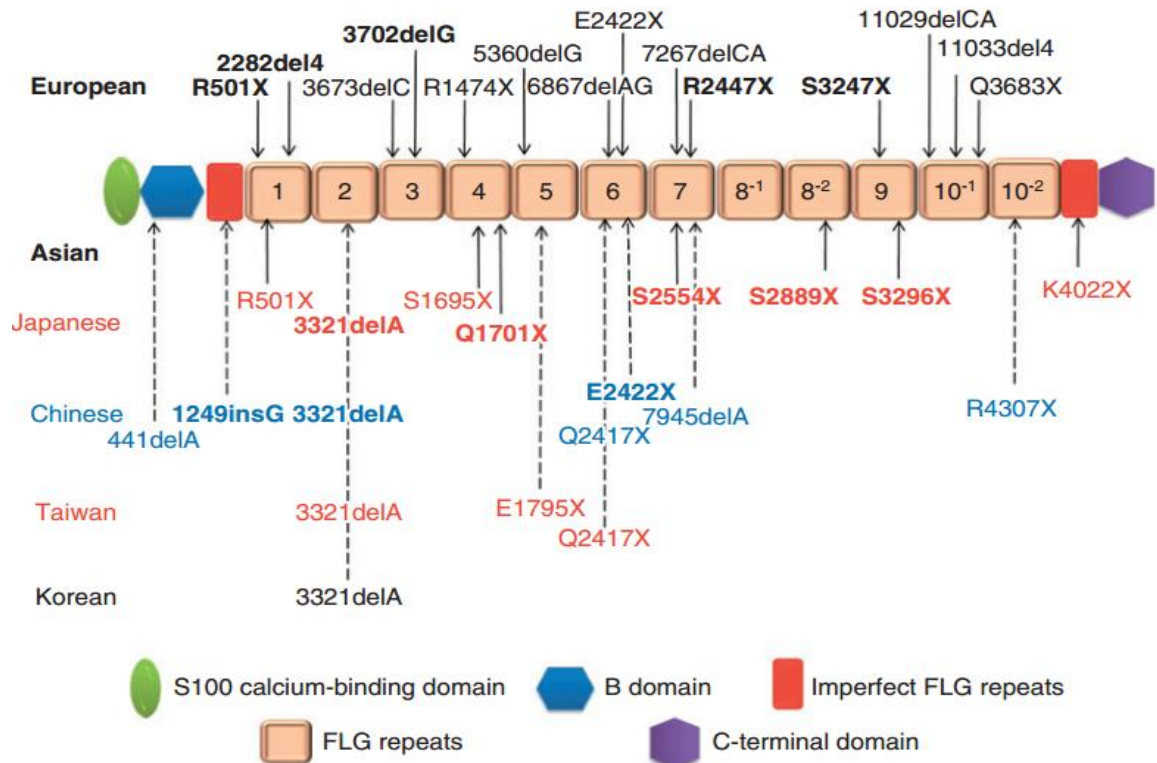 E2422X 11029delCA
3702delG 5360delG 7267delCA 11033del4
2282del4
European R501X 3673delC R1474X 6867delAG R2447X S3247X Q3683X
1 2 3 4 5 6 7 8-1 8-2 9 10-1 10-2
Asian
R501X S1695X S2554X S2889X S3296X K4022X
Japanese 3321delA Q1701X
E2422X
Chinese 1249insG 3321delA 7945delA R4307X
441delA Q2417X
Taiwan 3321delA E1795X
Q2417X
Korean 3321delA
S100 calcium-binding domain B domain Imperfect FLG repeats
FLG repeats C-terminal domain